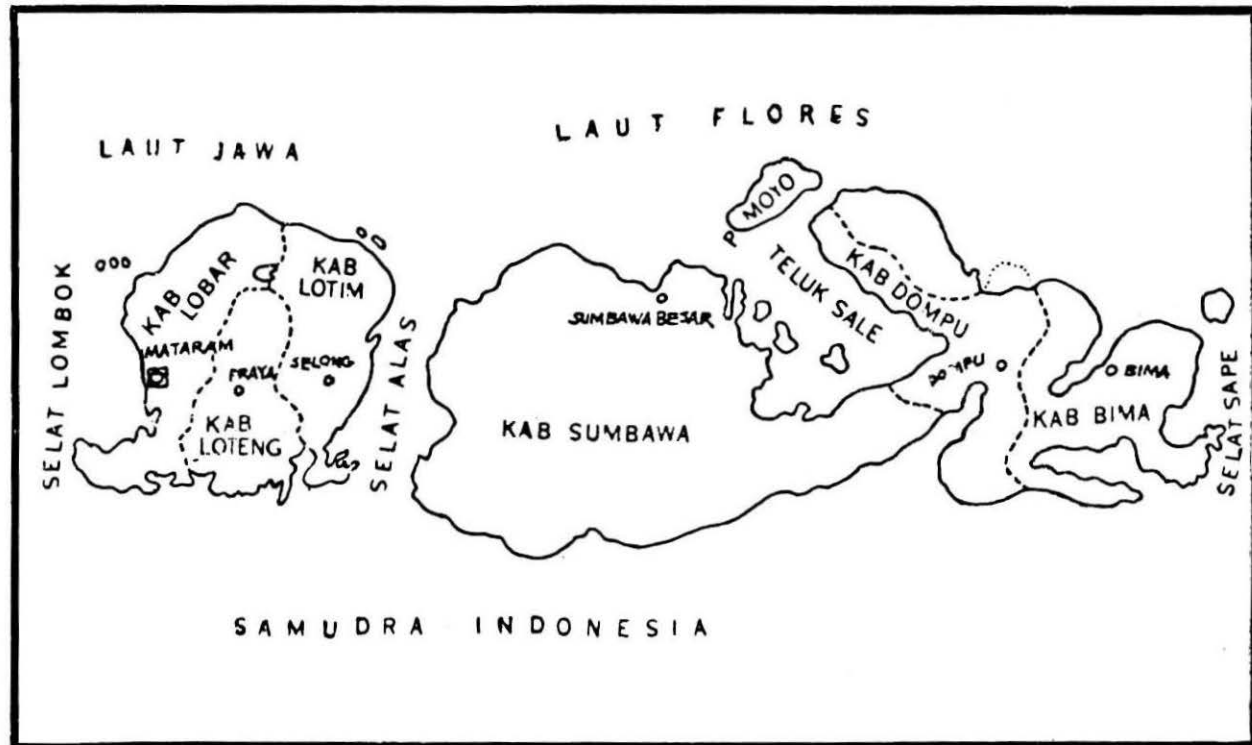 LAUT FLORES
LAUT JAWA
P MOYO
SELAT LOMBOK
KAB LOBAR
KAB
LOTIM
TELUK SALE
KAB DOMPU
MATARAM
PRAYA
SELONG
SUMBAWA BESAR
DOMPU
BIMA
SELAT ALAS
KAB
LOTENG
KAB SUMBAWA
KAB BIMA
SELAT SAPE
SAMUDRA INDONESIA